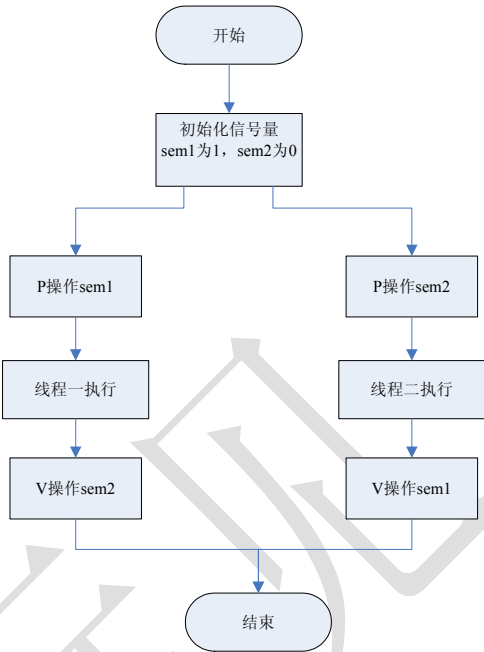 开始
初始化信号量
sem1为1，sem2为0
P操作sem1
P操作sem2
线程一执行
线程二执行
V操作sem2
V操作sem1
结束